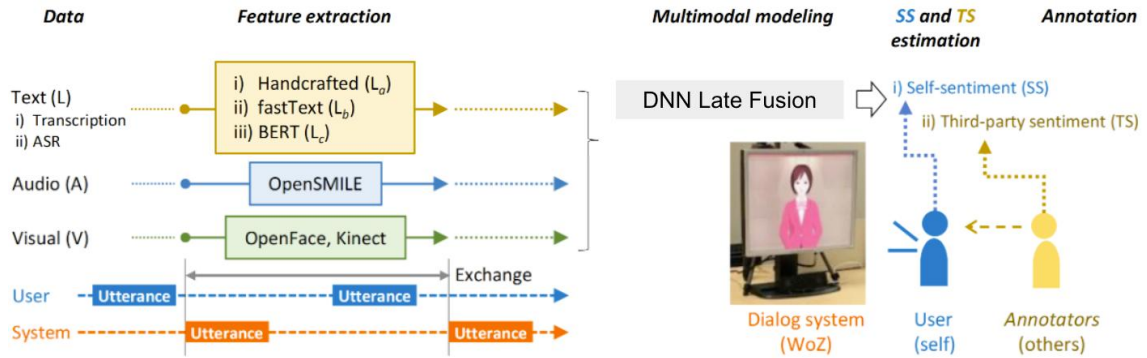 Data
Feature extraction
Multimodal modeling
SS and TS
estimation
Annotation
Text (L)
i) Transcription
ii) ASR
i) Handcrafted (Lₐ)
ii) fastText (L_b)
iii) BERT (L_c)
DNN Late Fusion
i) Self-sentiment (SS)
ii) Third-party sentiment (TS)
Audio (A)
OpenSMILE
Visual (V)
OpenFace, Kinect
Exchange
User
Utterance
Utterance
System
Utterance
Utterance
Dialog system
(WoZ)
User
(self)
Annotators
(others)